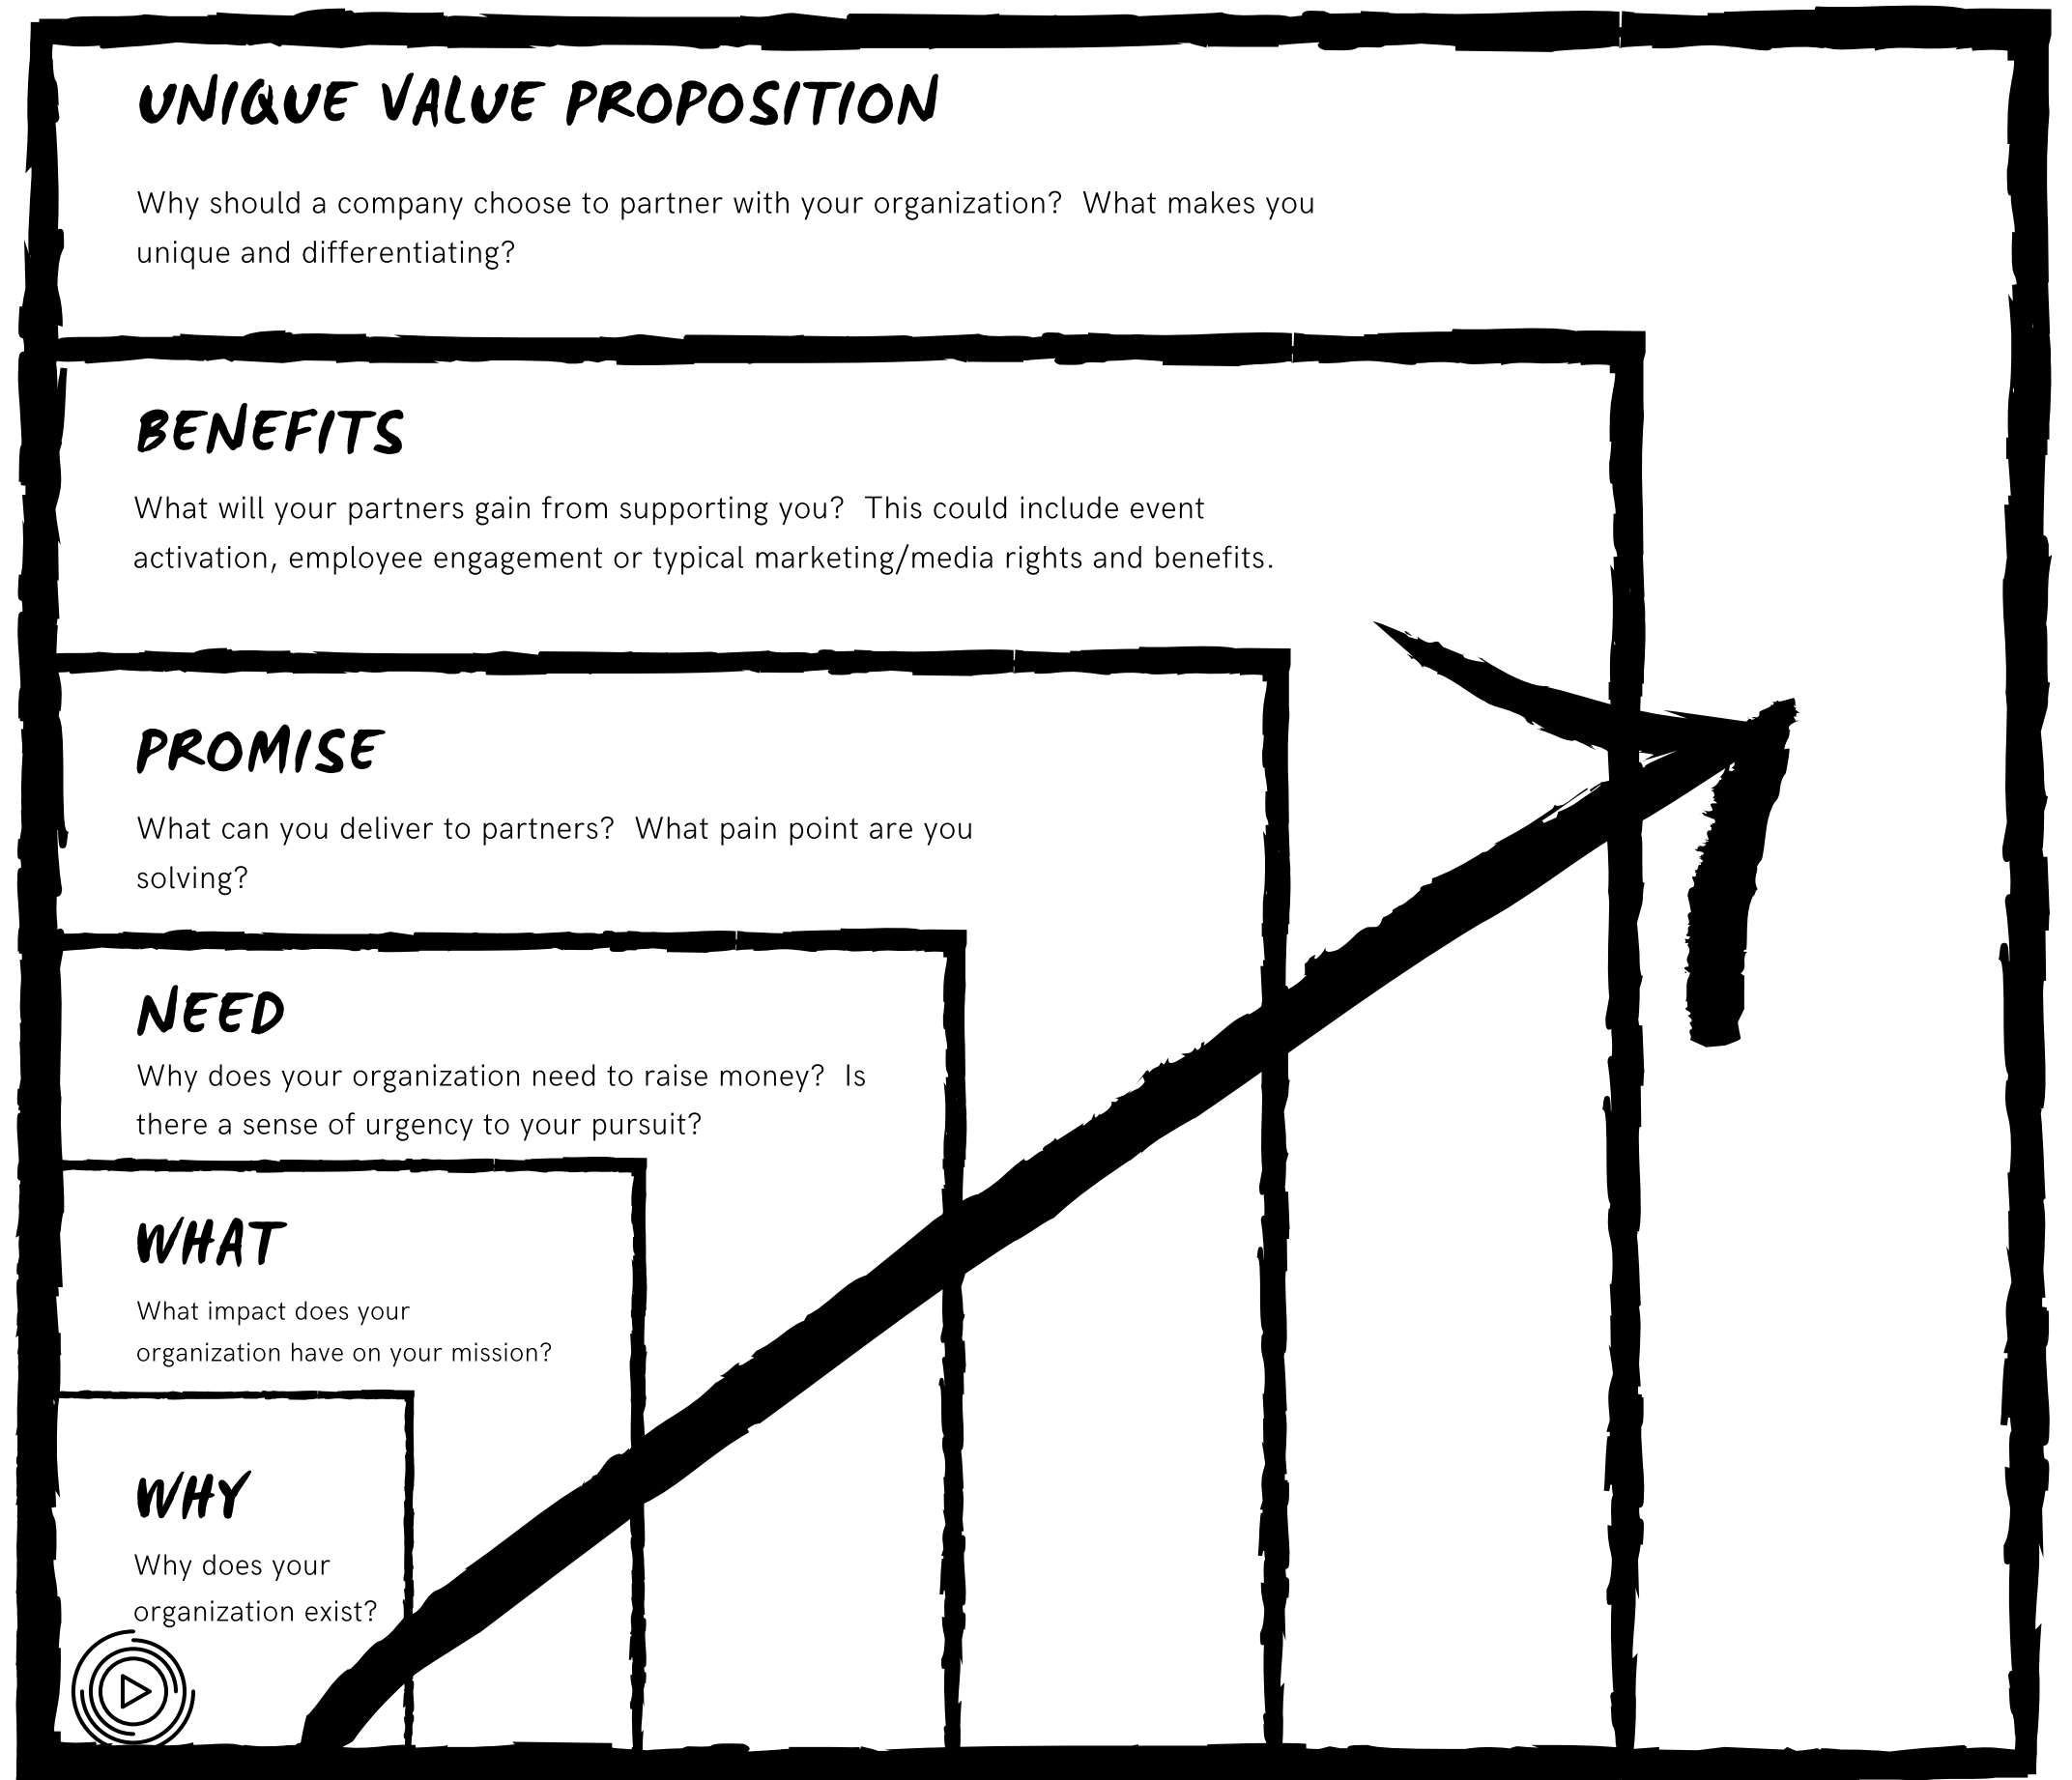 UNIQUE VALUE PROPOSITION
Why should a company choose to partner with your organization?  What makes you
unique and differentiating?
BENEFITS
What will your partners gain from supporting you?  This could include event
activation, employee engagement or typical marketing/media rights and benefits.
PROMISE
What can you deliver to partners?  What pain point are you
solving?
NEED
Why does your organization need to raise money?  Is
there a sense of urgency to your pursuit?
WHAT
What impact does your
organization have on your mission?
WHY
Why does your
organization exist?